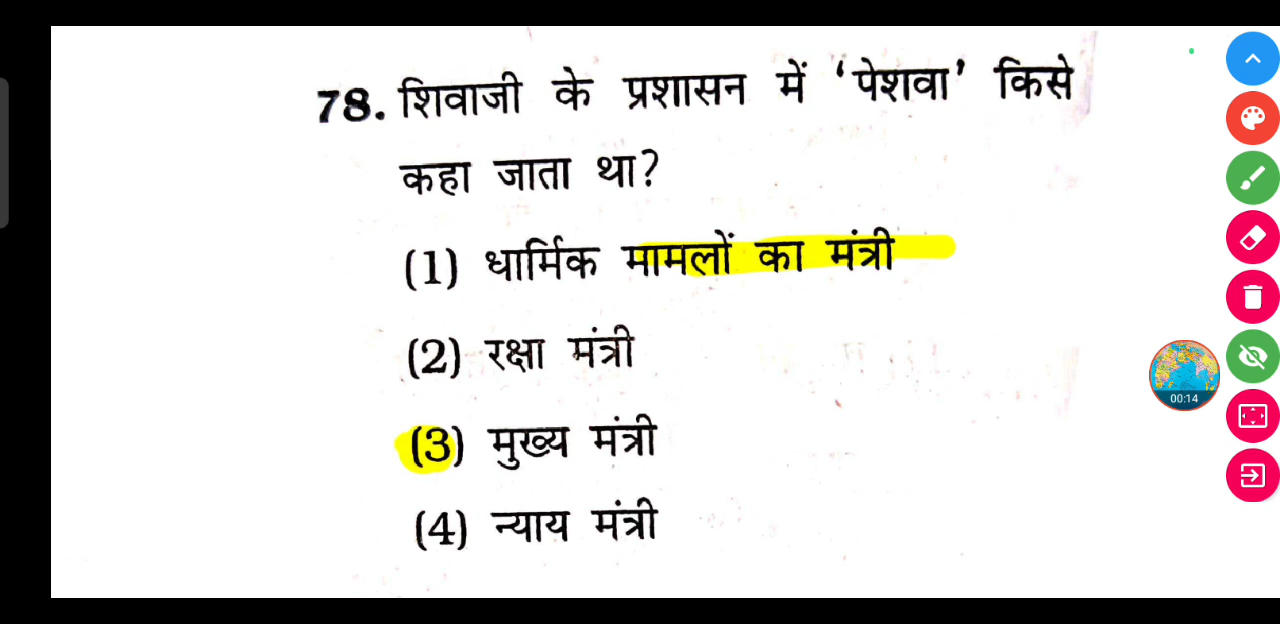 78. शिवाजी के प्रशासन में ‘पेशवा’ किसे
कहा जाता था?
(1) धार्मिक मामलों का मंत्री
(2) रक्षा मंत्री
(3) मुख्य मंत्री
(4) न्याय मंत्री
00:14